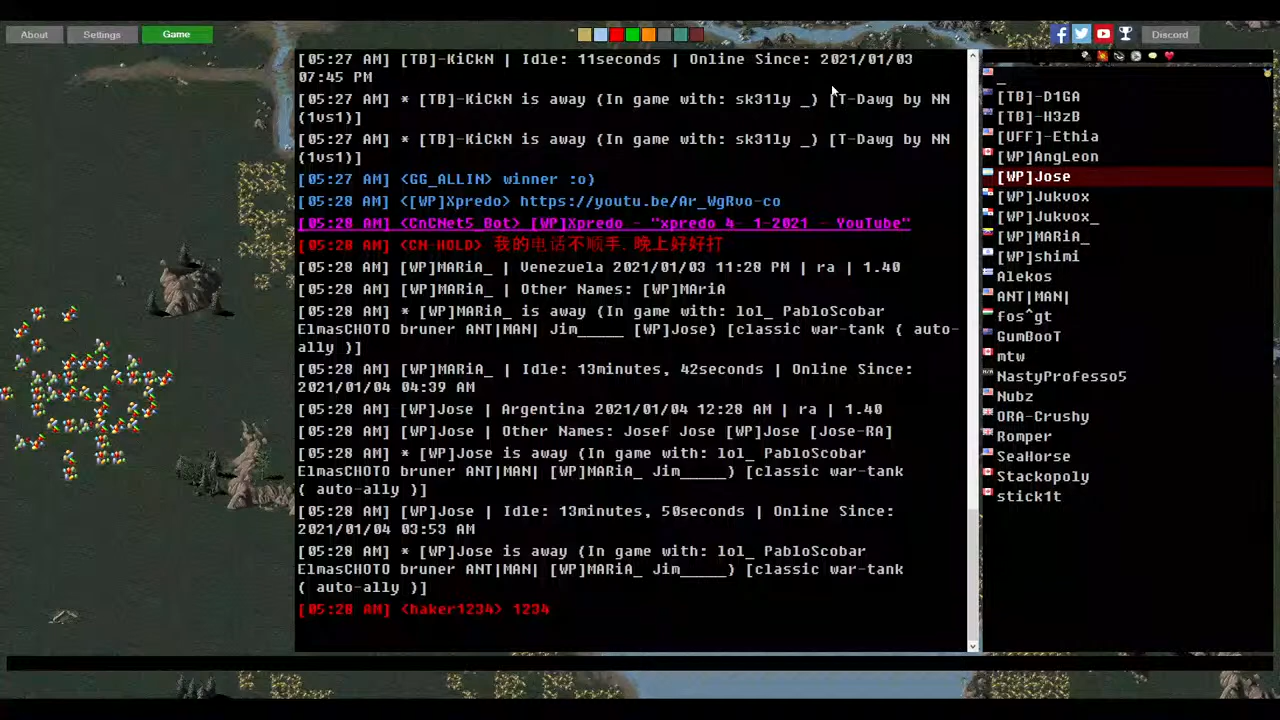 About
Settings
Game
Discord
[05:27 AM] [TB]-KiCkN | Idle: 11seconds | Online Since: 2021/01/03
07:45 PM
[05:27 AM] * [TB]-KiCkN is away (In game with: sk31ly _) [T-Dawg by NN
(1vs1)]
[05:27 AM] * [TB]-KiCkN is away (In game with: sk31ly _) [T-Dawg by NN
(1vs1)]
[05:27 AM] <GG_ALLIN> winner :o)
[05:28 AM] <[WP]Xpredo> https://youtu.be/Ar_WgRvo-co
[05:28 AM] <CnCNet5_Bot> [WP]Xpredo - "xpredo 4- 1-2021 - YouTube"
[05:28 AM] <CN-HOLD> 我的电话不顺手.晚上好好打
[05:28 AM] [WP]MARiA_ | Venezuela 2021/01/03 11:28 PM | ra | 1.40
[05:28 AM] [WP]MARiA_ | Other Names: [WP]MAriA
[05:28 AM] * [WP]MARiA_ is away (In game with: lol_ PabloScobar
ElmasCHOTO bruner ANT|MAN| Jim_____ [WP]Jose) [classic war-tank ( auto-
ally )]
[05:28 AM] [WP]MARiA_ | Idle: 13minutes, 42seconds | Online Since:
2021/01/04 04:39 AM
[05:28 AM] [WP]Jose | Argentina 2021/01/04 12:28 AM | ra | 1.40
[05:28 AM] [WP]Jose | Other Names: Josef Jose [WP]Jose [Jose-RA]
[05:28 AM] * [WP]Jose is away (In game with: lol_ PabloScobar
ElmasCHOTO bruner ANT|MAN| [WP]MARiA_ Jim_____) [classic war-tank
( auto-ally )]
[05:28 AM] [WP]Jose | Idle: 13minutes, 50seconds | Online Since:
2021/01/04 03:53 AM
[05:28 AM] * [WP]Jose is away (In game with: lol_ PabloScobar
ElmasCHOTO bruner ANT|MAN| [WP]MARiA_ Jim_____) [classic war-tank
( auto-ally )]
[05:28 AM] <haker1234> 1234
_
[TB]-D1GA
[TB]-H3zB
[UFF]-Ethia
[WP]AngLeon
[WP]Jose
[WP]Jukvox
[WP]Jukvox_
[WP]MARiA_
[WP]shimi
Alekos
ANT|MAN|
fos^gt
GumBooT
mtw
NastyProfesso5
Nubz
ORA-Crushy
Romper
SeaHorse
Stackopoly
stick1t